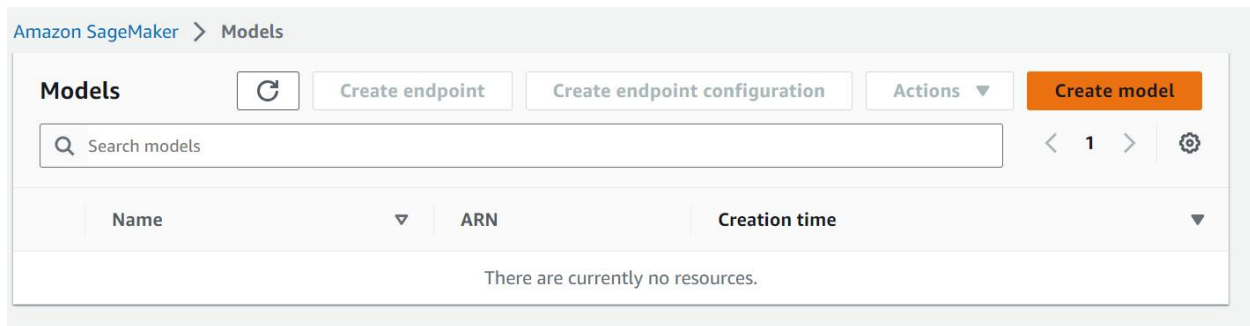 Amazon SageMaker > Models
Models Create endpoint Create endpoint configuration Actions Create model
Search models 1
Name ARN Creation time
There are currently no resources.